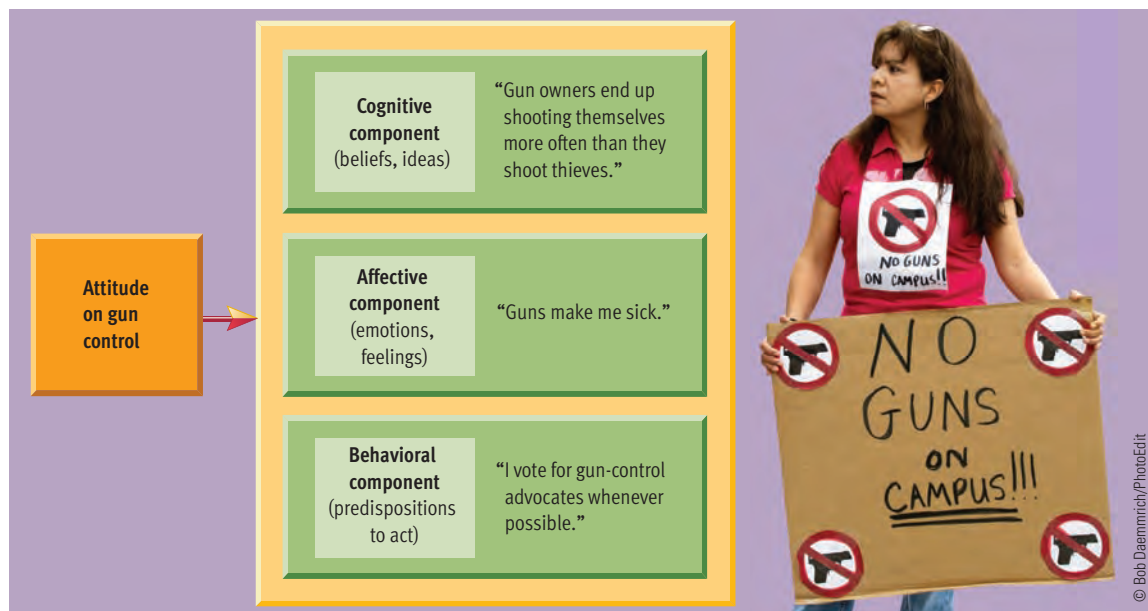 Attitude
on gun
control
Cognitive
component
(beliefs, ideas)
“Gun owners end up
shooting themselves
more often than they
shoot thieves.”
Affective
component
(emotions,
feelings)
“Guns make me sick.”
Behavioral
component
(predispositions
to act)
“I vote for gun-control
advocates whenever
possible.”
NO GUNS
ON CAMPUS!!
NO
GUNS
ON
CAMPUS!!!
© Bob Daemmrich/PhotoEdit